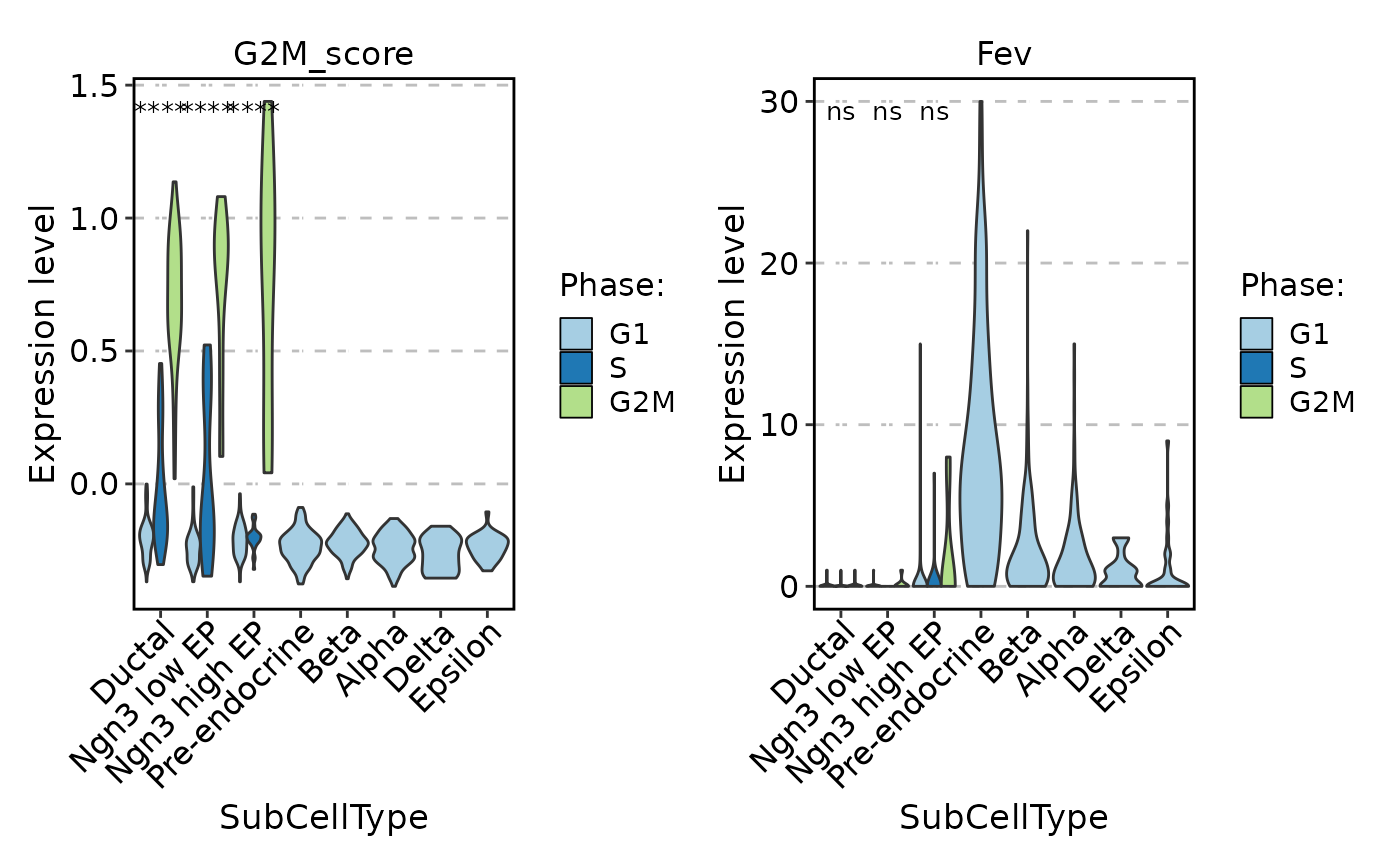 G2M_score
Expression level
1.5
1.0
0.5
0.0
**** **** ****
Ductal
Ngn3 low EP
Ngn3 high EP
Pre-endocrine
Beta
Alpha
Delta
Epsilon
SubCellType
Phase:
G1
S
G2M
Fev
Expression level
30
20
10
0
ns ns ns
Ductal
Ngn3 low EP
Ngn3 high EP
Pre-endocrine
Beta
Alpha
Delta
Epsilon
SubCellType
Phase:
G1
S
G2M